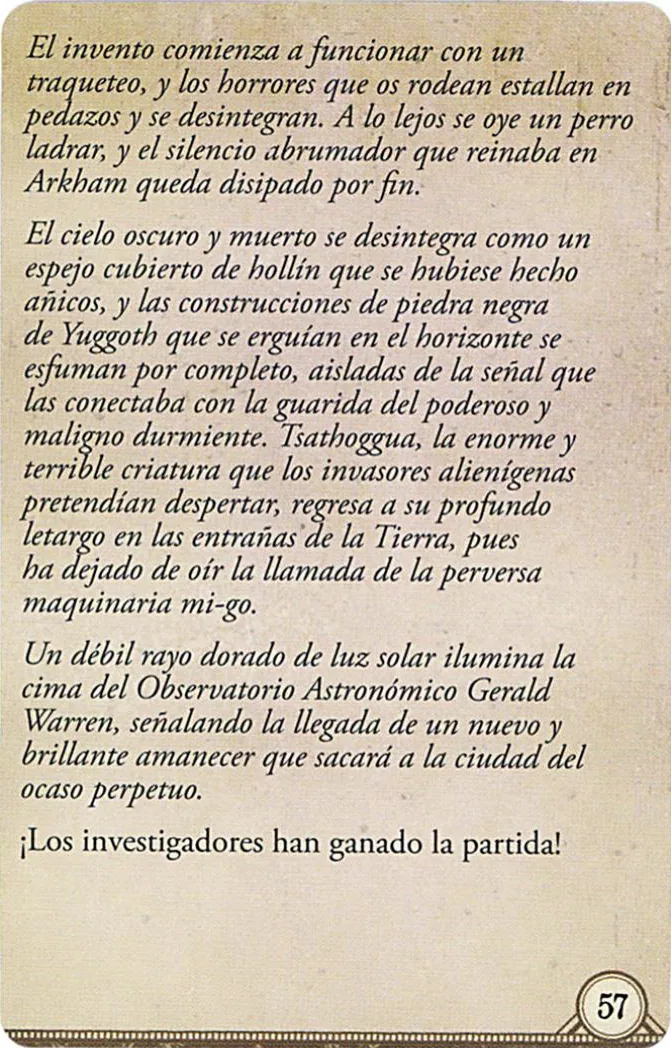 El invento comienza a funcionar con un
traqueteo, y los horrores que os rodean estallan en
pedazos y se desintegran. A lo lejos se oye un perro
ladrar, y el silencio abrumador que reinaba en
Arkham queda disipado por fin.
El cielo oscuro y muerto se desintegra como un
espejo cubierto de hollín que se hubiese hecho
añicos, y las construcciones de piedra negra
de Yuggoth que se erguían en el horizonte se
esfuman por completo, aisladas de la señal que
las conectaba con la guarida del poderoso y
maligno durmiente. Tsathoggua, la enorme y
terrible criatura que los invasores alienígenas
pretendían despertar, regresa a su profundo
letargo en las entrañas de la Tierra, pues
ha dejado de oír la llamada de la perversa
maquinaria mi-go.
Un débil rayo dorado de luz solar ilumina la
cima del Observatorio Astronómico Gerald
Warren, señalando la llegada de un nuevo y
brillante amanecer que sacará a la ciudad del
ocaso perpetuo.
¡Los investigadores han ganado la partida!
57